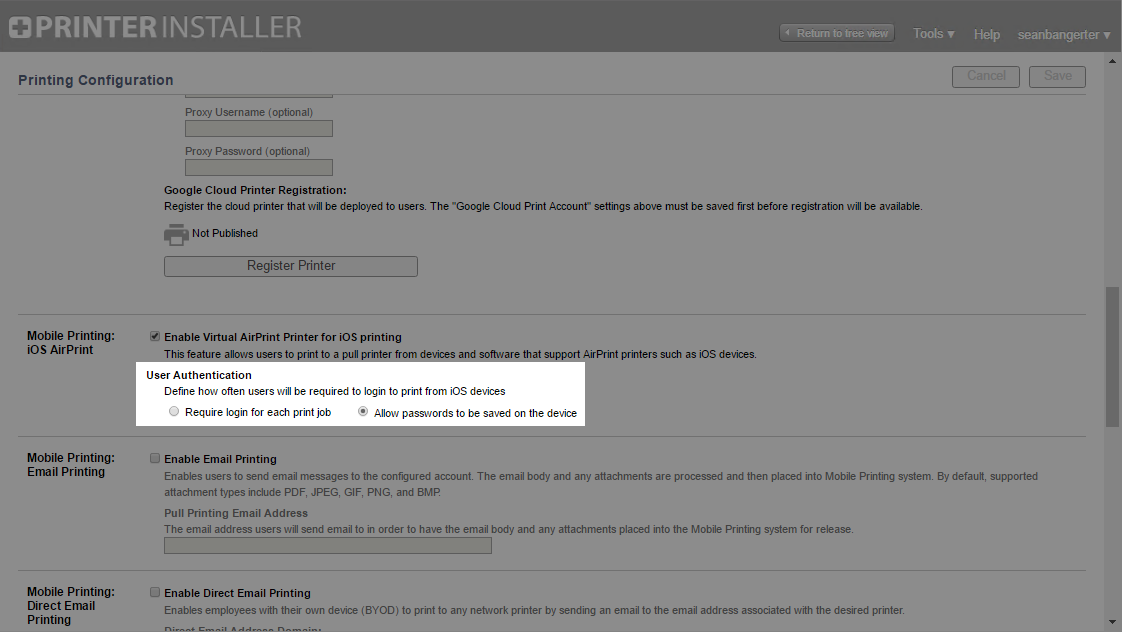 PRINTER INSTALLER
Return to tree view Tools ▾ Help seanbangerter ▾
Printing Configuration Cancel Save
Proxy Username (optional)
Proxy Password (optional)
Google Cloud Printer Registration:
Register the cloud printer that will be deployed to users. The "Google Cloud Print Account" settings above must be saved first before registration will be available.
Not Published
Register Printer
Mobile Printing:
iOS AirPrint
Enable Virtual AirPrint Printer for iOS printing
This feature allows users to print to a pull printer from devices and software that support AirPrint printers such as iOS devices.
User Authentication
Define how often users will be required to login to print from iOS devices
Require login for each print job Allow passwords to be saved on the device
Mobile Printing:
Email Printing
Enable Email Printing
Enables users to send email messages to the configured account. The email body and any attachments are processed and then placed into Mobile Printing system. By default, supported
attachment types include PDF, JPEG, GIF, PNG, and BMP.
Pull Printing Email Address
The email address users will send email to in order to have the email body and any attachments placed into the Mobile Printing system for release.
Mobile Printing:
Direct Email
Printing
Enable Direct Email Printing
Enables employees with their own device (BYOD) to print to any network printer by sending an email to the email address associated with the desired printer.
Direct Email Address Domain: